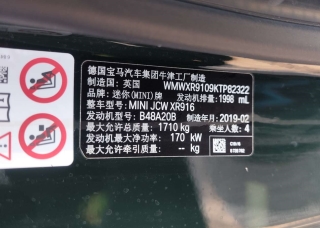 德国宝马汽车集团牛津工厂制造
制造国：英国 WMWXR9109KTP82322
品牌：迷你(MINI)牌 发动机排量：1998 mL
整车型号：MINI JCW XR916
发动机型号：B48A20B 制造年月：2019-02
最大允许总质量：1710 kg 乘坐人数：4
发动机最大净功率：170 kW
最大允许牵引质量：-- kg